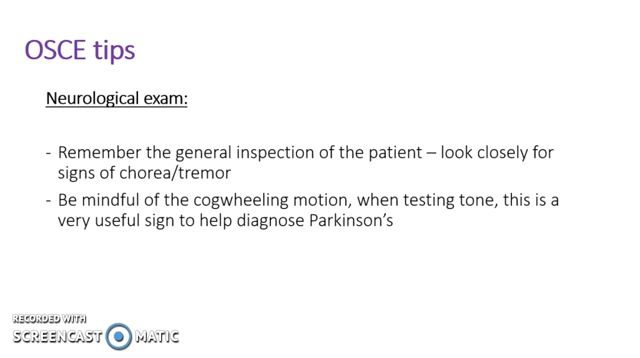 OSCE tips
Neurological exam:
- Remember the general inspection of the patient – look closely for
signs of chorea/tremor
- Be mindful of the cogwheeling motion, when testing tone, this is a
very useful sign to help diagnose Parkinson's
RECORDED WITH
SCREENCAST MATIC